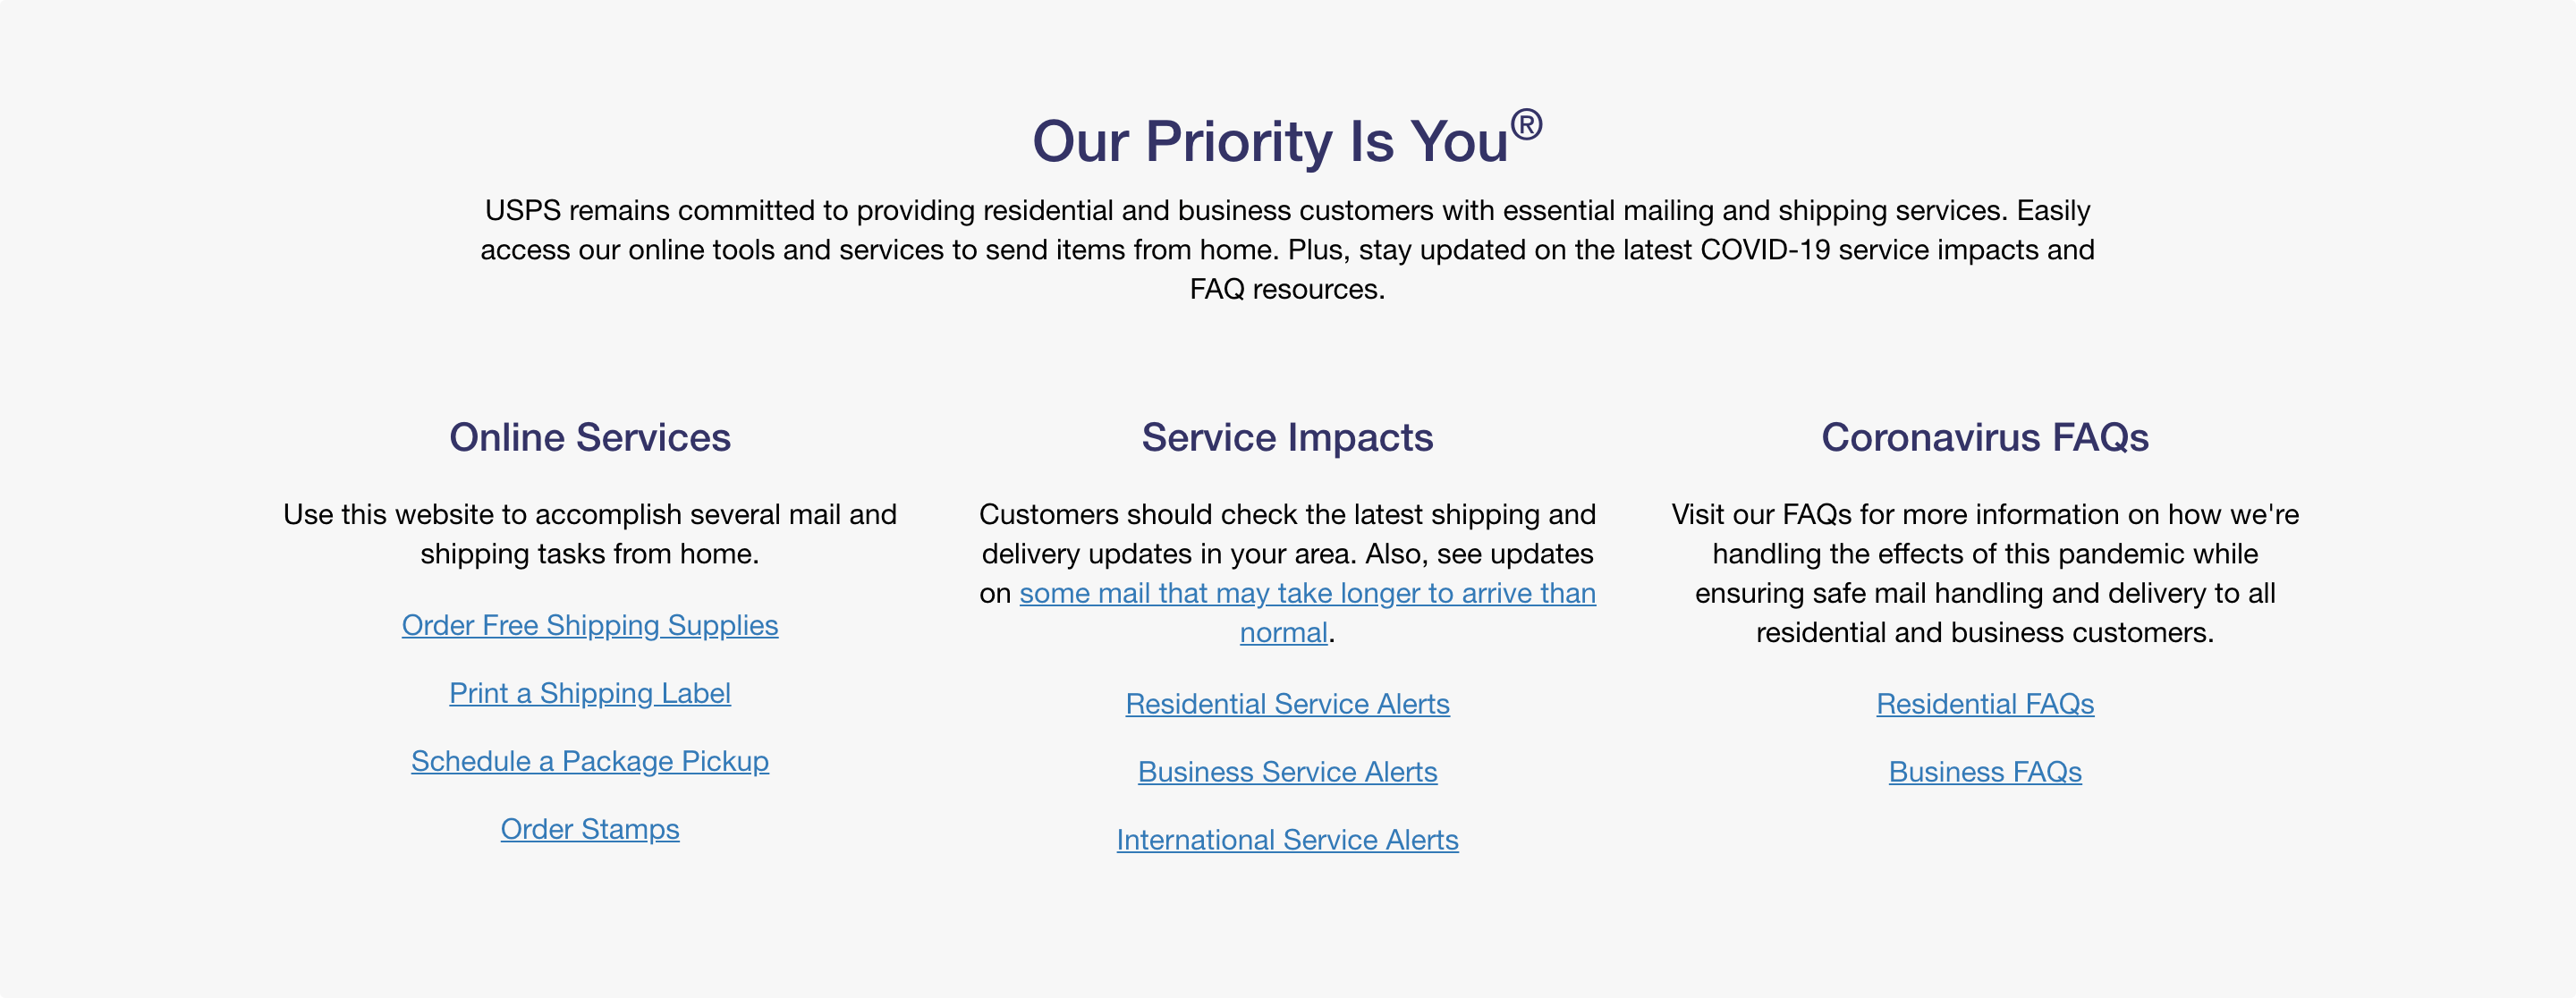 Our Priority Is You®
USPS remains committed to providing residential and business customers with essential mailing and shipping services. Easily
access our online tools and services to send items from home. Plus, stay updated on the latest COVID-19 service impacts and
FAQ resources.
Online Services
Use this website to accomplish several mail and
shipping tasks from home.
Order Free Shipping Supplies
Print a Shipping Label
Schedule a Package Pickup
Order Stamps
Service Impacts
Customers should check the latest shipping and
delivery updates in your area. Also, see updates
on some mail that may take longer to arrive than
normal.
Residential Service Alerts
Business Service Alerts
International Service Alerts
Coronavirus FAQs
Visit our FAQs for more information on how we're
handling the effects of this pandemic while
ensuring safe mail handling and delivery to all
residential and business customers.
Residential FAQs
Business FAQs